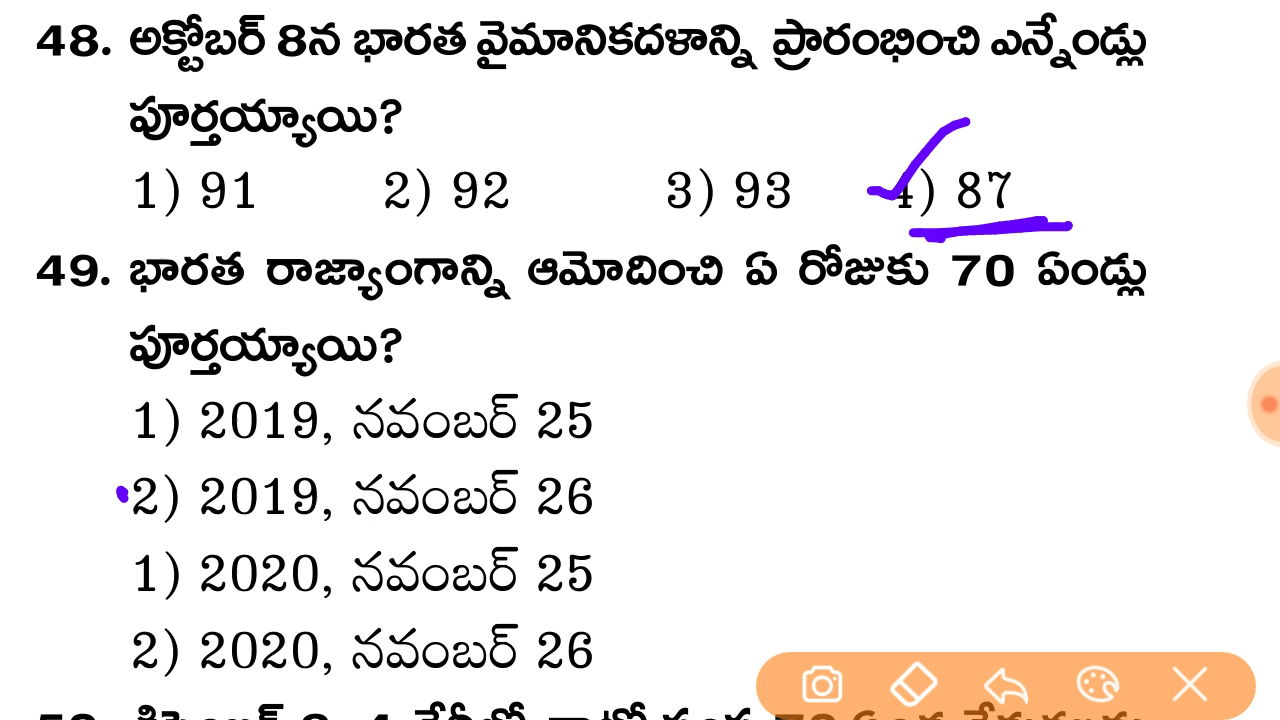 48. అక్టోబర్ 8న భారత వైమానికదళాన్ని ప్రారంభించి ఎన్నేండ్లు
పూర్తయ్యాయి?
1) 91 2) 92 3) 93 4) 87
49. భారత రాజ్యాంగాన్ని ఆమోదించి ఏ రోజుకు 70 ఏండ్లు
పూర్తయ్యాయి?
1) 2019, నవంబర్ 25
2) 2019, నవంబర్ 26
1) 2020, నవంబర్ 25
2) 2020, నవంబర్ 26